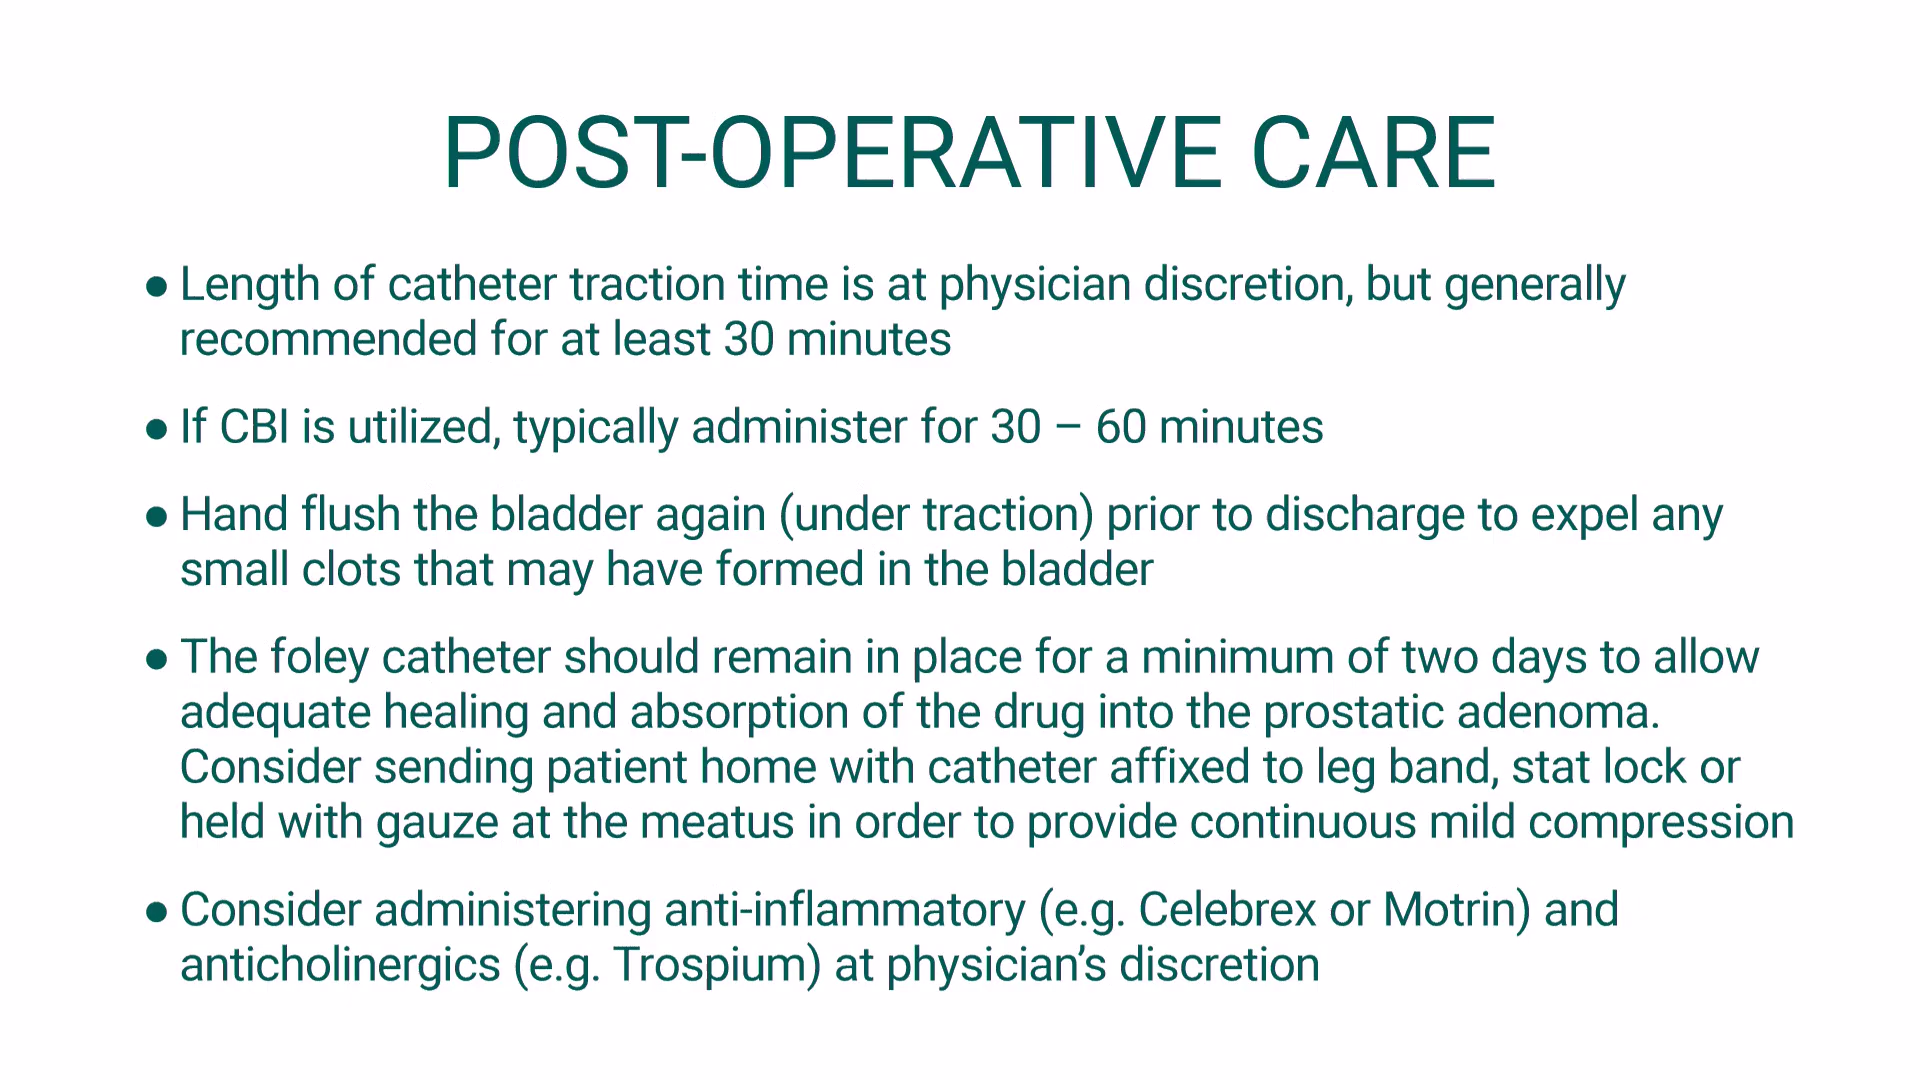 POST-OPERATIVE CARE
● Length of catheter traction time is at physician discretion, but generally
recommended for at least 30 minutes
● If CBI is utilized, typically administer for 30 – 60 minutes
● Hand flush the bladder again (under traction) prior to discharge to expel any
small clots that may have formed in the bladder
● The foley catheter should remain in place for a minimum of two days to allow
adequate healing and absorption of the drug into the prostatic adenoma.
Consider sending patient home with catheter affixed to leg band, stat lock or
held with gauze at the meatus in order to provide continuous mild compression
● Consider administering anti-inflammatory (e.g. Celebrex or Motrin) and
anticholinergics (e.g. Trospium) at physician’s discretion